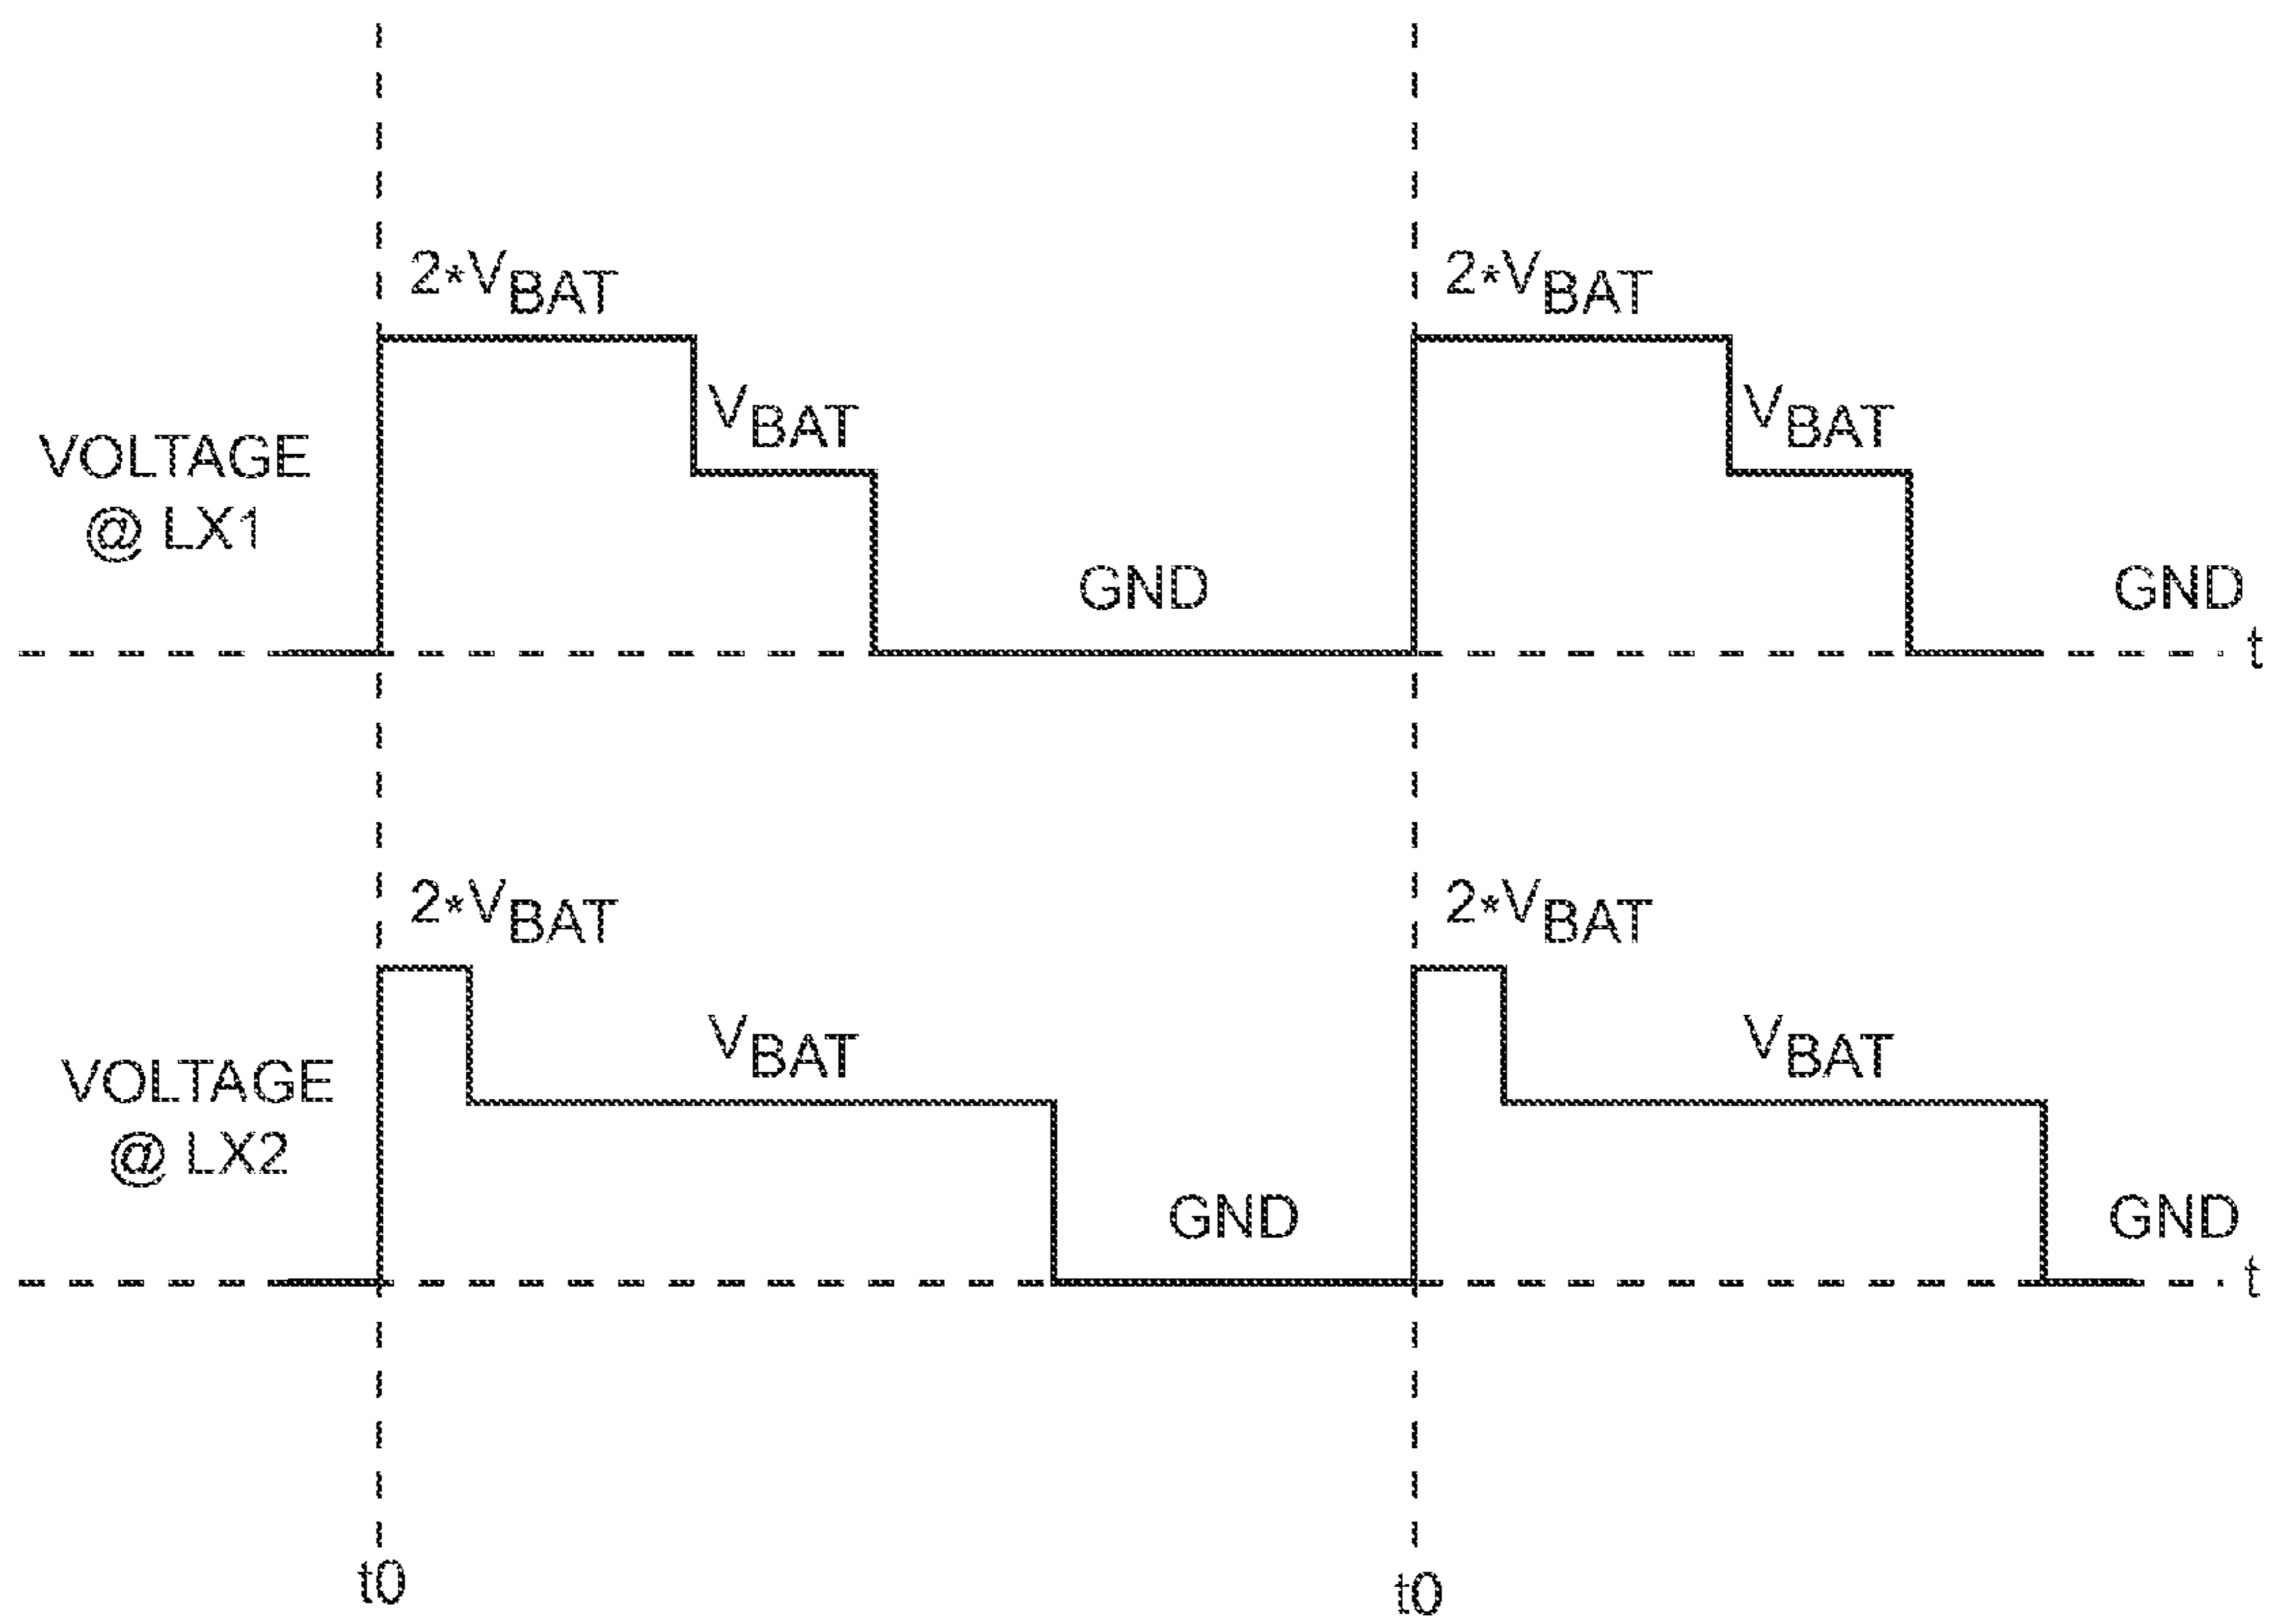 2*VBAT
2*VBAT
VBAT
VBAT
VOLTAGE
@ LX1
GND
GND
t
2*VBAT
2*VBAT
VBAT
VBAT
VOLTAGE
@ LX2
GND
GND
t
t0
t0